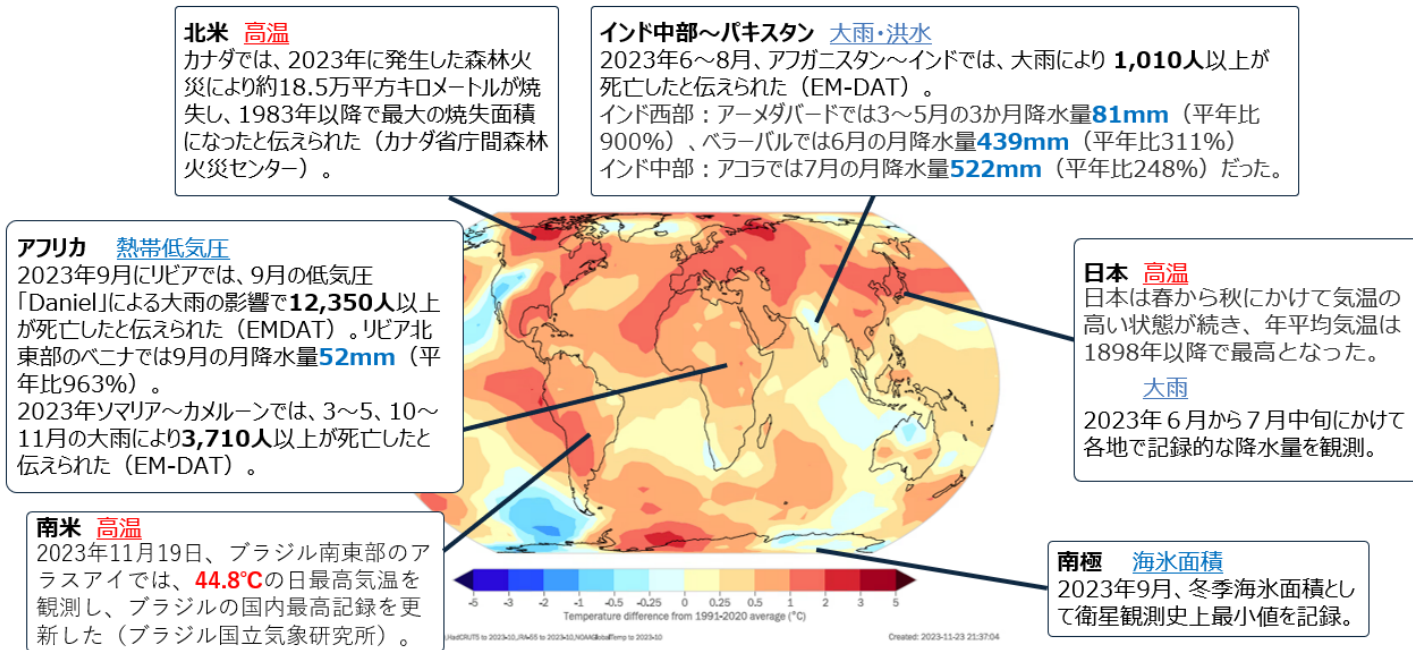 北米 高温
カナダでは、2023年に発生した森林火
災により約18.5万平方キロメートルが焼
失し、1983年以降で最大の焼失面積
になったと伝えられた（カナダ省庁間森林
火災センター）。
インド中部～パキスタン 大雨・洪水
2023年6～8月、アフガニスタン～インドでは、大雨により 1,010人以上が
死亡したと伝えられた（EM-DAT）
インド西部：アーメダバードでは3～5月の3か月降水量81mm（平年比
900%）、ベラーバルでは6月の月降水量439mm（平年比311%）
インド中部：アコラでは7月の月降水量522mm（平年比248%）だった。
アフリカ 熱帯低気圧
2023年9月にリビアでは、9月の低気圧
「Daniel」による大雨の影響で12,350人以上
が死亡したと伝えられた（EMDAT）。リビア北
東部のベニナでは9月の月降水量52mm（平
年比963%）。
2023年ソマリア～カメルーンでは、3～5、10～
11月の大雨により3,710人以上が死亡したと
伝えられた（EM-DAT）。
日本 高温
日本は春から秋にかけて気温の
高い状態が続き、年平均気温は
1898年以降で最高となった。
大雨
2023年６月から７月中旬にかけて
各地で記録的な降水量を観測。
南米 高温
2023年11月19日、ブラジル南東部のア
ラスアイでは、44.8℃の日最高気温を
観測し、ブラジルの国内最高記録を更
新した（ブラジル国立気象研究所）。
南極 海氷面積
2023年9月、冬季海氷面積とし
て衛星観測史上最小値を記録。
-5 -3 -2 -1 -0.5 -0.25 0 0.25 0.5 1 2 3 5
Temperature difference from 1991-2020 average (°C)
,HadCRUT5 to 2023-10,JRA-55 to 2023-10,NOAAGlobalTemp to 2023-10
Created: 2023-11-23 21:37:04